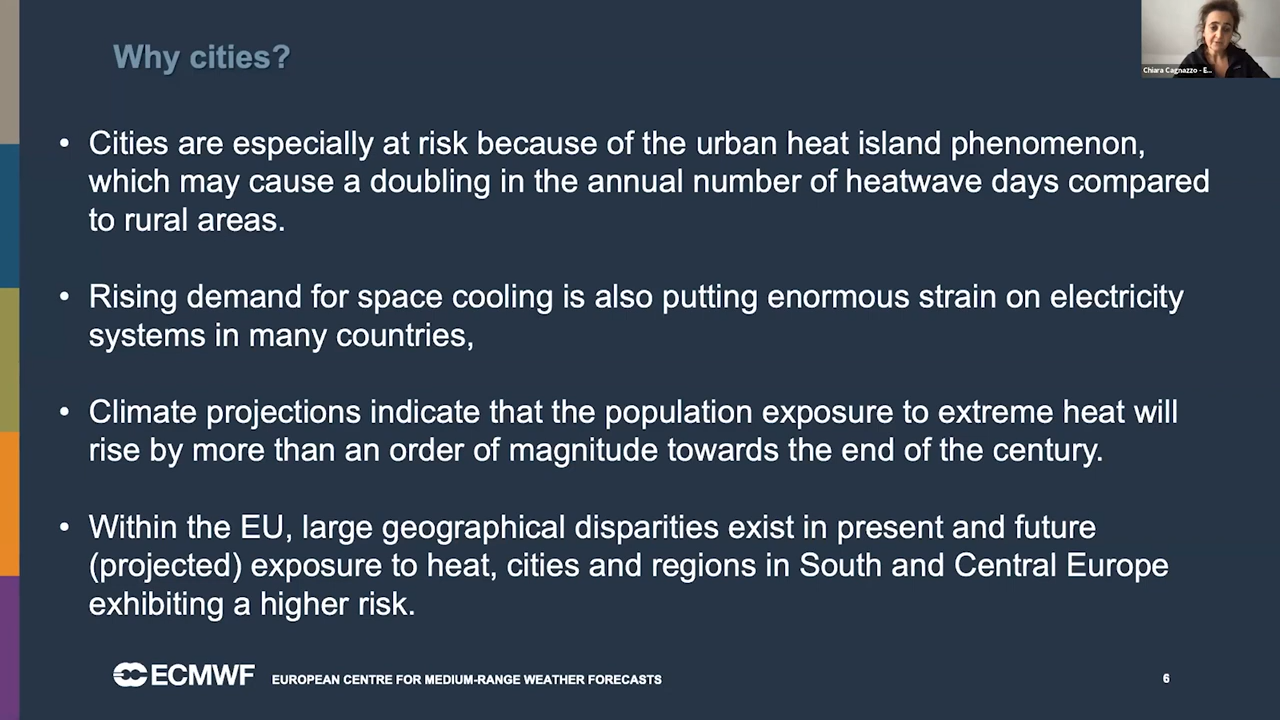 Why cities?
Chiara Cagnazzo - E...
• Cities are especially at risk because of the urban heat island phenomenon,
which may cause a doubling in the annual number of heatwave days compared
to rural areas.
• Rising demand for space cooling is also putting enormous strain on electricity
systems in many countries,
• Climate projections indicate that the population exposure to extreme heat will
rise by more than an order of magnitude towards the end of the century.
• Within the EU, large geographical disparities exist in present and future
(projected) exposure to heat, cities and regions in South and Central Europe
exhibiting a higher risk.
ECMWF EUROPEAN CENTRE FOR MEDIUM-RANGE WEATHER FORECASTS
6